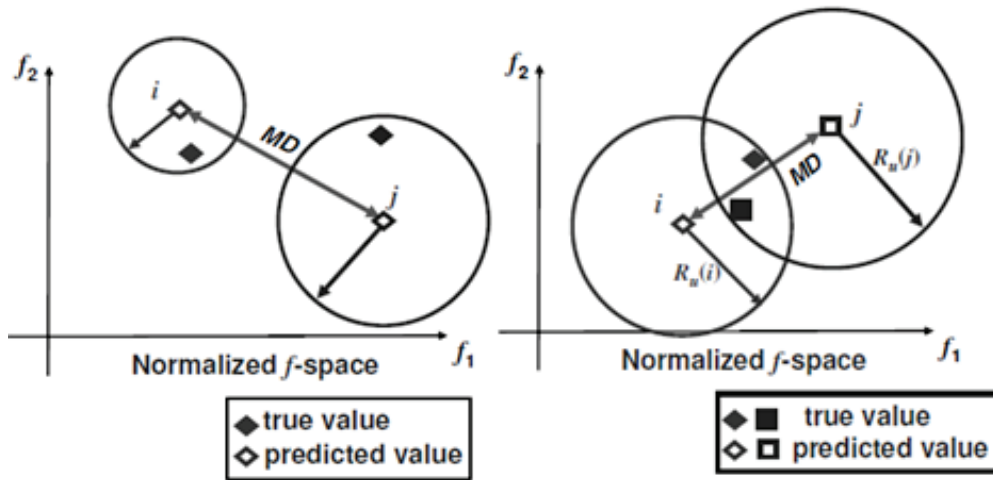 f₂
i
MD
j
f₁
Normalized f-space
◆ true value
◇ predicted value
f₂
j
MD
Rᵤ(j)
i
Rᵤ(i)
f₁
Normalized f-space
◆ ■ true value
◇ □ predicted value